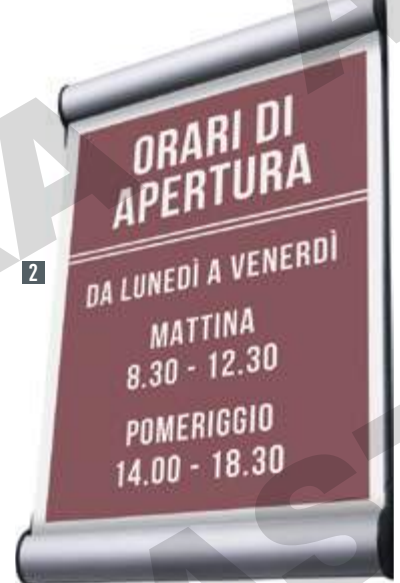 ORARI DI
APERTURA
DA LUNEDÌ A VENERDÌ
2
MATTINA
8.30 - 12.30
POMERIGGIO
14.00 - 18.30